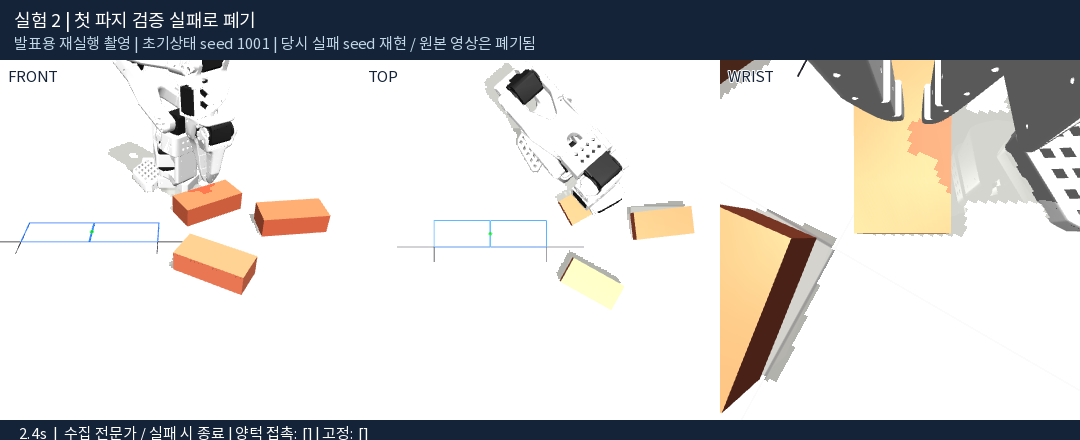 실험 2 | 첫 파지 검증 실패로 폐기
발표용 재실행 촬영 | 초기상태 seed 1001 | 당시 실패 seed 재현 / 원본 영상은 폐기됨
FRONT
TOP
WRIST
2.4s | 수집 전문가 / 실패 시 종료 | 양턱 접촉: [] | 고정: []